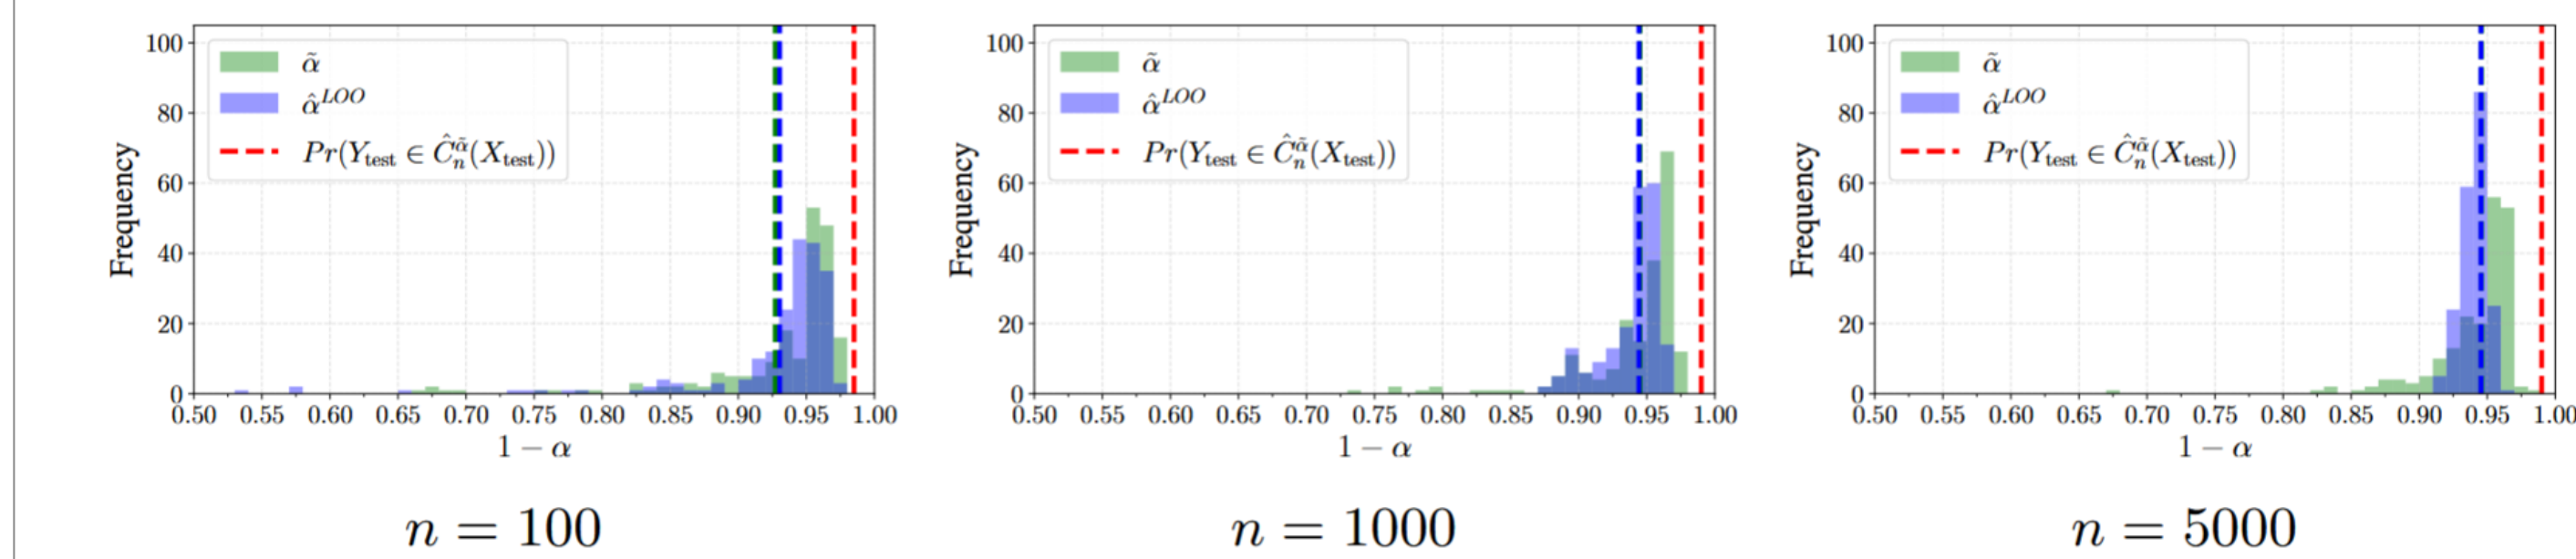 100
80
60
40
20
0
Frequency
α̃
α̂^LOO
Pr(Y_test ∈ Ĉ_n^α̃(X_test))
0.50 0.55 0.60 0.65 0.70 0.75 0.80 0.85 0.90 0.95 1.00
1 − α
n = 100
100
80
60
40
20
0
Frequency
α̃
α̂^LOO
Pr(Y_test ∈ Ĉ_n^α̃(X_test))
0.50 0.55 0.60 0.65 0.70 0.75 0.80 0.85 0.90 0.95 1.00
1 − α
n = 1000
100
80
60
40
20
0
Frequency
α̃
α̂^LOO
Pr(Y_test ∈ Ĉ_n^α̃(X_test))
0.50 0.55 0.60 0.65 0.70 0.75 0.80 0.85 0.90 0.95 1.00
1 − α
n = 5000